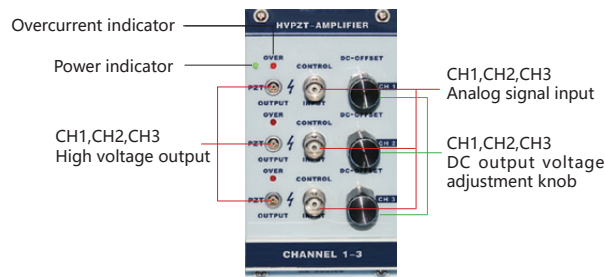 Overcurrent indicator
HVPZT-AMPLIFIER
Power indicator
OVER
CONTROL
DC-OFFSET
PZT
CH 1
OUTPUT
INPUT
CH1,CH2,CH3
Analog signal input
OVER
CONTROL
DC-OFFSET
PZT
CH 2
OUTPUT
INPUT
CH1,CH2,CH3
High voltage output
CH1,CH2,CH3
DC output voltage
adjustment knob
OVER
CONTROL
DC-OFFSET
PZT
CH 3
OUTPUT
INPUT
CHANNEL 1-3